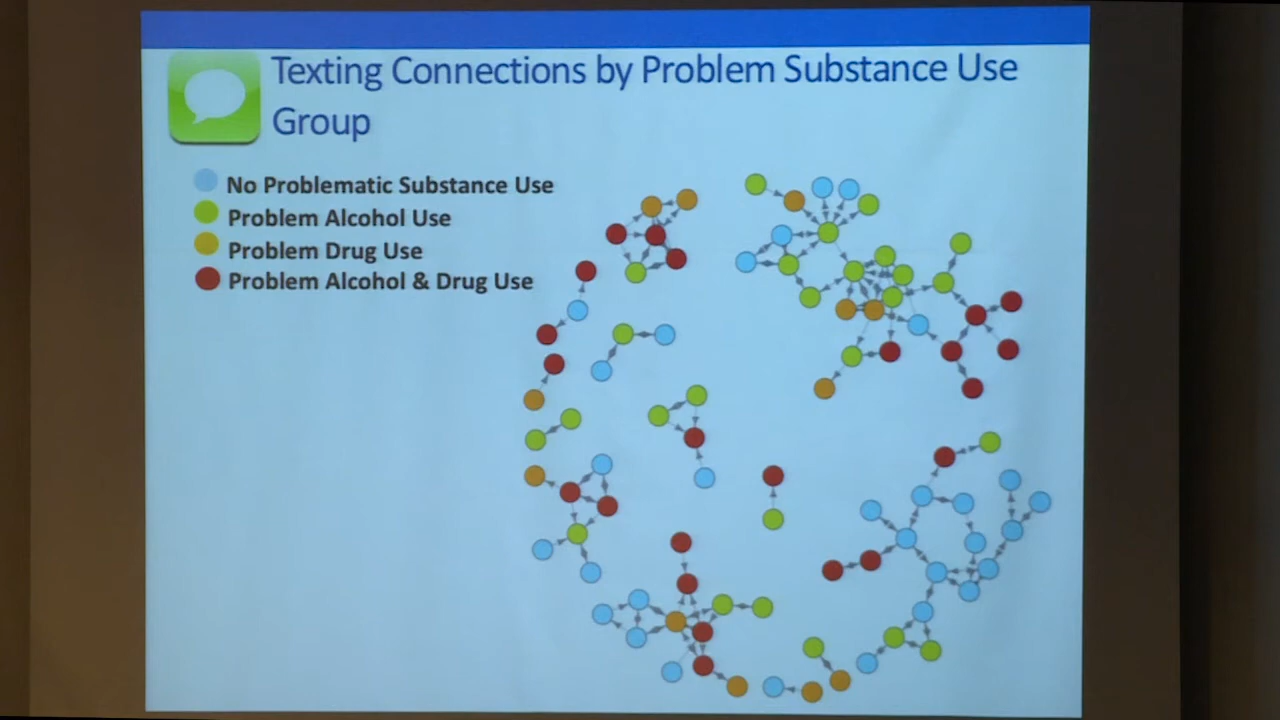 Texting Connections by Problem Substance Use
Group
No Problematic Substance Use
Problem Alcohol Use
Problem Drug Use
Problem Alcohol & Drug Use